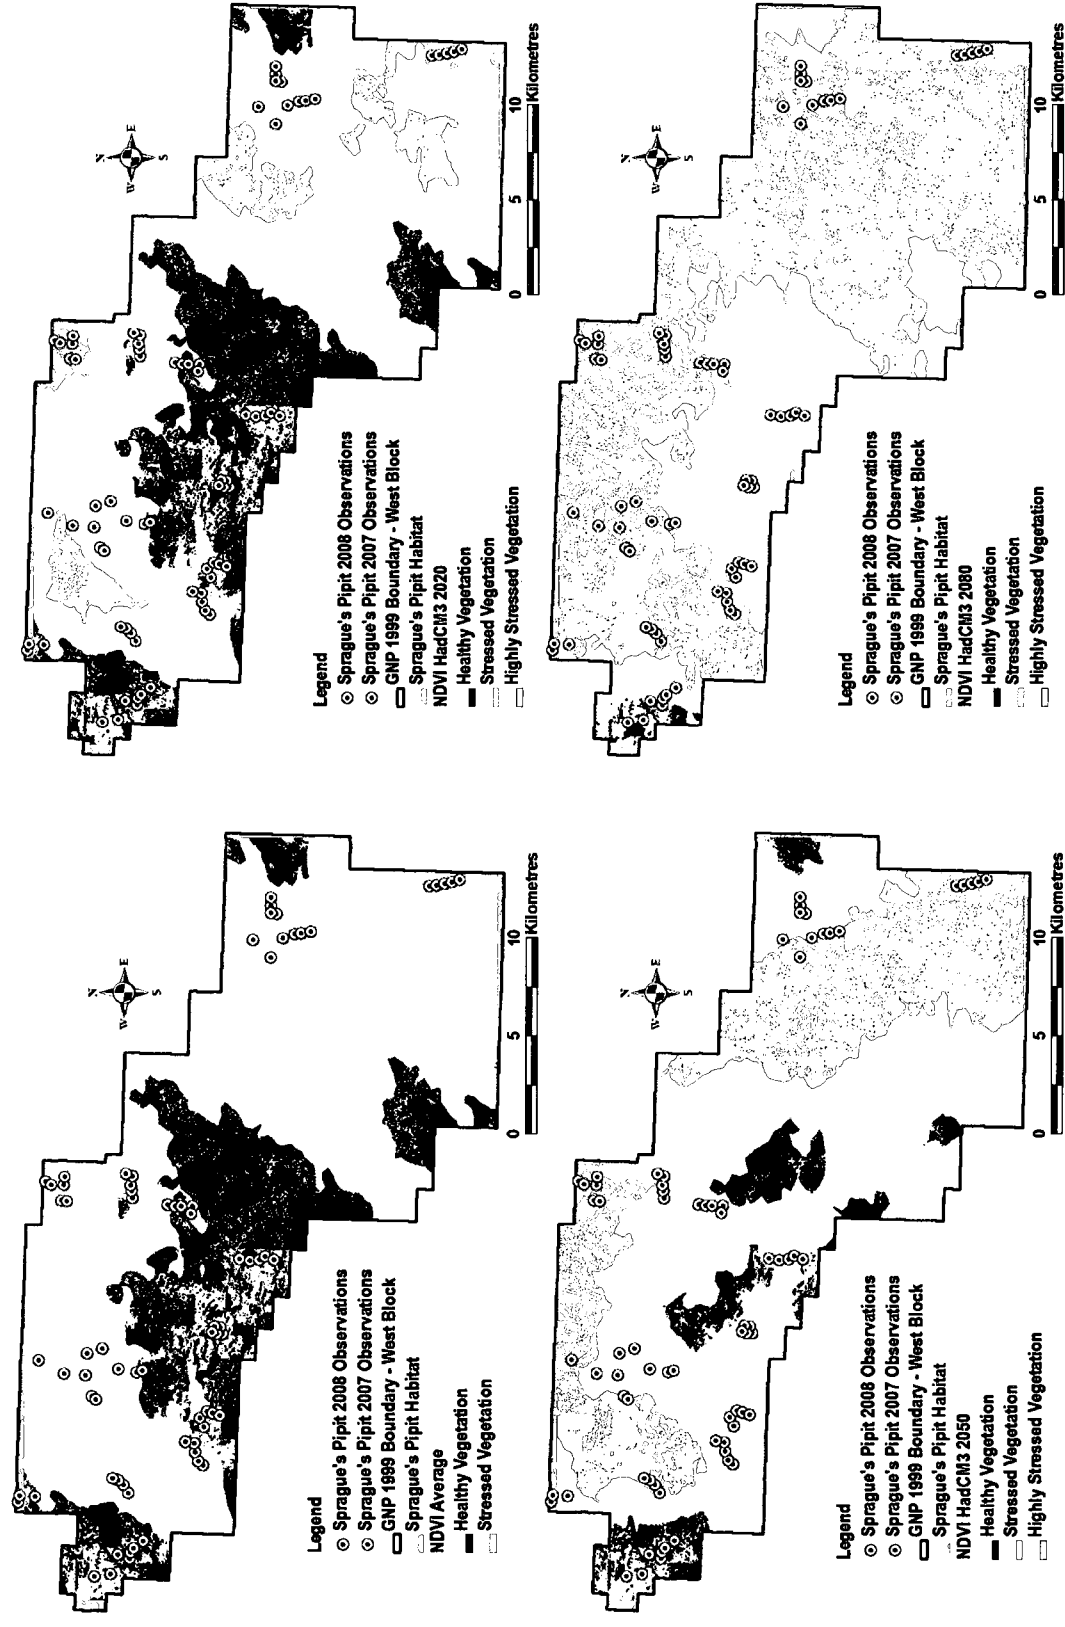 N
W
E
S
Legend
Sprague's Pipit 2008 Observations
Sprague's Pipit 2007 Observations
GNP 1999 Boundary - West Block
Sprague's Pipit Habitat
NDVI Average
Healthy Vegetation
Stressed Vegetation
0 5 10
Kilometres
N
W
E
S
Legend
Sprague's Pipit 2008 Observations
Sprague's Pipit 2007 Observations
GNP 1999 Boundary - West Block
Sprague's Pipit Habitat
NDVI HadCM3 2020
Healthy Vegetation
Stressed Vegetation
Highly Stressed Vegetation
0 5 10
Kilometres
N
W
E
S
Legend
Sprague's Pipit 2008 Observations
Sprague's Pipit 2007 Observations
GNP 1999 Boundary - West Block
Sprague's Pipit Habitat
NDVI HadCM3 2050
Healthy Vegetation
Stressed Vegetation
Highly Stressed Vegetation
0 5 10
Kilometres
N
W
E
S
Legend
Sprague's Pipit 2008 Observations
Sprague's Pipit 2007 Observations
GNP 1999 Boundary - West Block
Sprague's Pipit Habitat
NDVI HadCM3 2080
Healthy Vegetation
Stressed Vegetation
Highly Stressed Vegetation
0 5 10
Kilometres